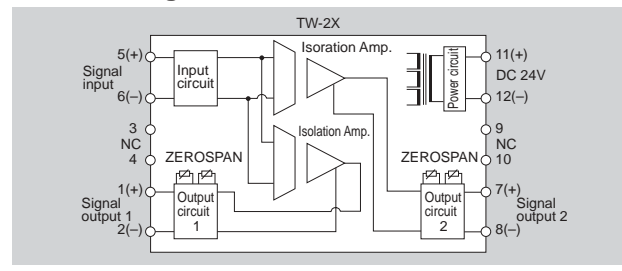 TW-2X
5(+)
Signal
input
6(–)
Input
circuit
Isoration Amp.
Power circuit
11(+)
DC 24V
12(–)
3
NC
4
Isolation Amp.
9
NC
10
ZEROSPAN
ZEROSPAN
1(+)
Signal
output 1
2(–)
Output
circuit
1
Output
circuit
2
7(+)
Signal
output 2
8(–)